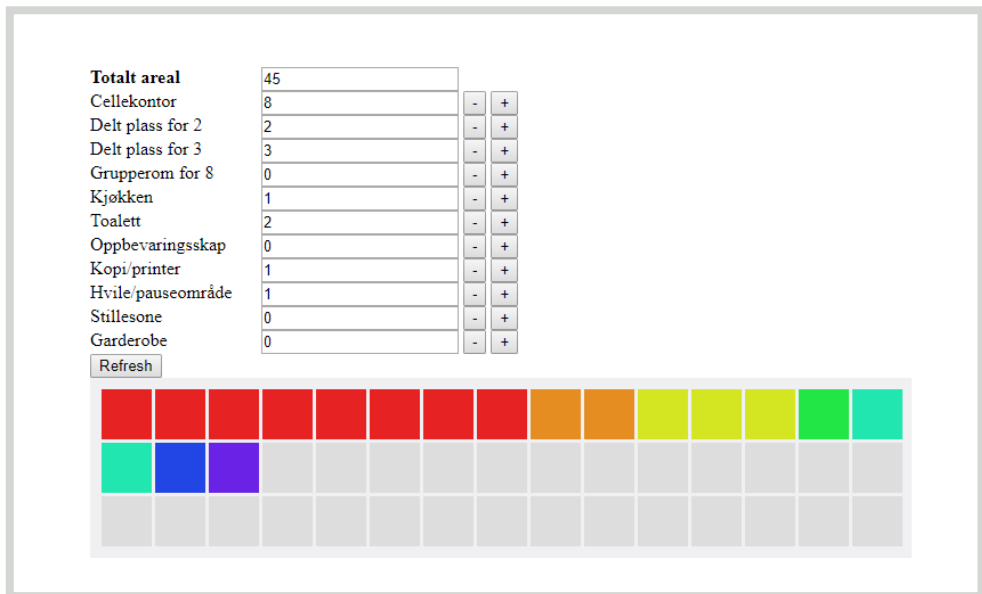 Totalt areal 45
Cellekontor 8 - +
Delt plass for 2 2 - +
Delt plass for 3 3 - +
Grupperom for 8 0 - +
Kjøkken 1 - +
Toalett 2 - +
Oppbevaringsskap 0 - +
Kopi/printer 1 - +
Hvile/pauseområde 1 - +
Stillesone 0 - +
Garderobe 0 - +
Refresh